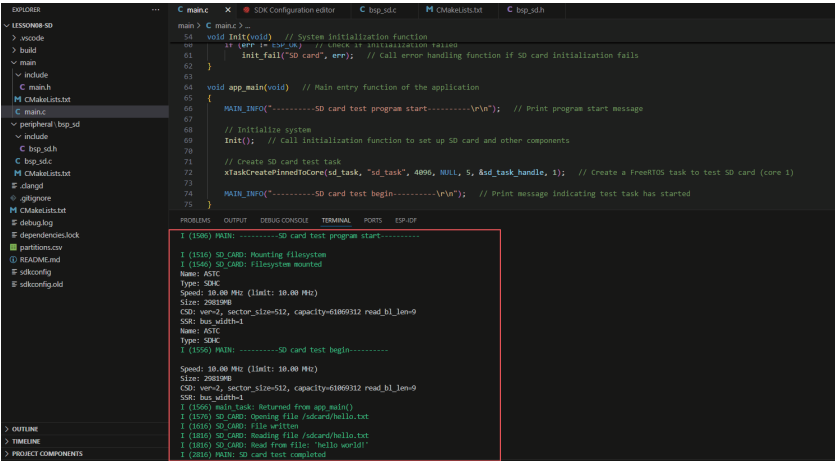 EXPLORER
LESSON08-SD
.vscode
build
main
include
main.h
CMakeLists.txt
main.c
peripheral\bsp_sd
include
bsp_sd.h
bsp_sd.c
CMakeLists.txt
.clangd
.gitignore
CMakeLists.txt
debug.log
dependencies.lock
partitions.csv
README.md
sdkconfig
sdkconfig.old
OUTLINE
TIMELINE
PROJECT COMPONENTS
main.c
SDK Configuration editor
bsp_sd.c
CMakeLists.txt
bsp_sd.h
main > C main.c > ...
54 void Init(void) // System initialization function
60 if (err != ESP_OK) // Check if initialization failed
61 init_fail("SD card", err); // Call error handling function if SD card initialization fails
62 }
63
64 void app_main(void) // Main entry function of the application
65 {
66 MAIN_INFO("----------SD card test program start----------\r\n"); // Print program start message
67
68 // Initialize system
69 Init(); // Call initialization function to set up SD card and other components
70
71 // Create SD card test task
72 xTaskCreatePinnedToCore(sd_task, "sd_task", 4096, NULL, 5, &sd_task_handle, 1); // Create a FreeRTOS task to test SD card (core 1)
73
74 MAIN_INFO("----------SD card test begin----------\r\n"); // Print message indicating test task has started
75 }
PROBLEMS OUTPUT DEBUG CONSOLE TERMINAL PORTS ESP-IDF
I (1506) MAIN: ----------SD card test program start----------
I (1516) SD_CARD: Mounting filesystem
I (1546) SD_CARD: Filesystem mounted
Name: ASTC
Type: SDHC
Speed: 10.00 MHz (limit: 10.00 MHz)
Size: 29819MB
CSD: ver=2, sector_size=512, capacity=61069312 read_bl_len=9
SSR: bus_width=1
Name: ASTC
Type: SDHC
I (1556) MAIN: ----------SD card test begin----------
Speed: 10.00 MHz (limit: 10.00 MHz)
Size: 29819MB
CSD: ver=2, sector_size=512, capacity=61069312 read_bl_len=9
SSR: bus_width=1
I (1566) main_task: Returned from app_main()
I (1576) SD_CARD: Opening file /sdcard/hello.txt
I (1616) SD_CARD: File written
I (1816) SD_CARD: Reading file /sdcard/hello.txt
I (1816) SD_CARD: Read from file: 'hello world!'
I (2816) MAIN: SD card test completed